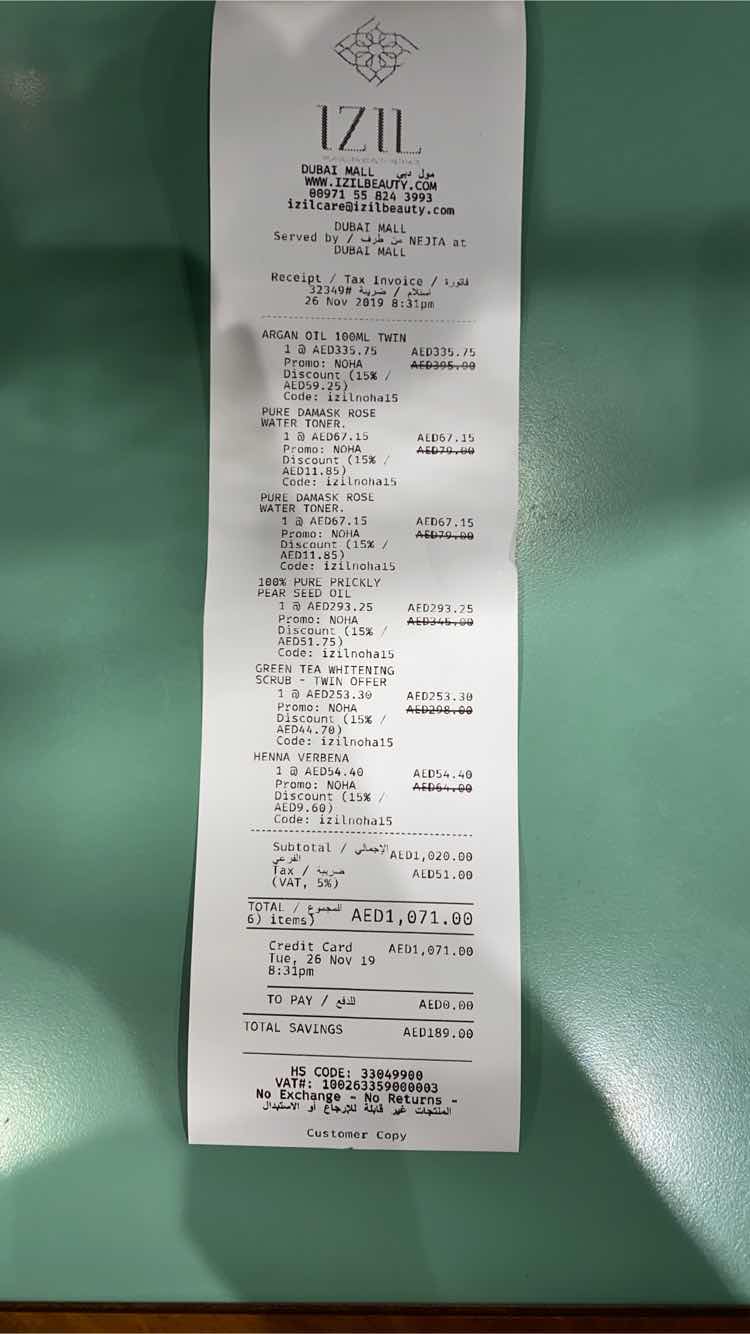 IZIL
DUBAI MALL مول دبي
WWW.IZILBEAUTY.COM
00971 55 824 3993
izilcare@izilbeauty.com
DUBAI MALL
Served by / من طرف NEJIA at
DUBAI MALL
Receipt / Tax Invoice / فاتورة
32349# استلام / ضريبة
26 Nov 2019 8:31pm
ARGAN OIL 100ML TWIN
1 @ AED335.75 AED335.75
Promo: NOHA AED395.00
Discount (15% /
AED59.25)
Code: izilnoha15
PURE DAMASK ROSE
WATER TONER.
1 @ AED67.15 AED67.15
Promo: NOHA AED79.00
Discount (15% /
AED11.85)
Code: izilnoha15
PURE DAMASK ROSE
WATER TONER.
1 @ AED67.15 AED67.15
Promo: NOHA AED79.00
Discount (15% /
AED11.85)
Code: izilnoha15
100% PURE PRICKLY
PEAR SEED OIL
1 @ AED293.25 AED293.25
Promo: NOHA AED345.00
Discount (15% /
AED51.75)
Code: izilnoha15
GREEN TEA WHITENING
SCRUB - TWIN OFFER
1 @ AED253.30 AED253.30
Promo: NOHA AED298.00
Discount (15% /
AED44.70)
Code: izilnoha15
HENNA VERBENA
1 @ AED54.40 AED54.40
Promo: NOHA AED64.00
Discount (15% /
AED9.60)
Code: izilnoha15
Subtotal / الإجمالي AED1,020.00
الفرعي
Tax / ضريبة AED51.00
(VAT, 5%)
TOTAL / المجموع AED1,071.00
6) items)
Credit Card AED1,071.00
Tue, 26 Nov 19
8:31pm
TO PAY / للدفع AED0.00
TOTAL SAVINGS AED189.00
HS CODE: 33049900
VAT#: 100263359000003
No Exchange - No Returns -
المنتجات غير قابلة للإرجاع أو الاستبدال
Customer Copy